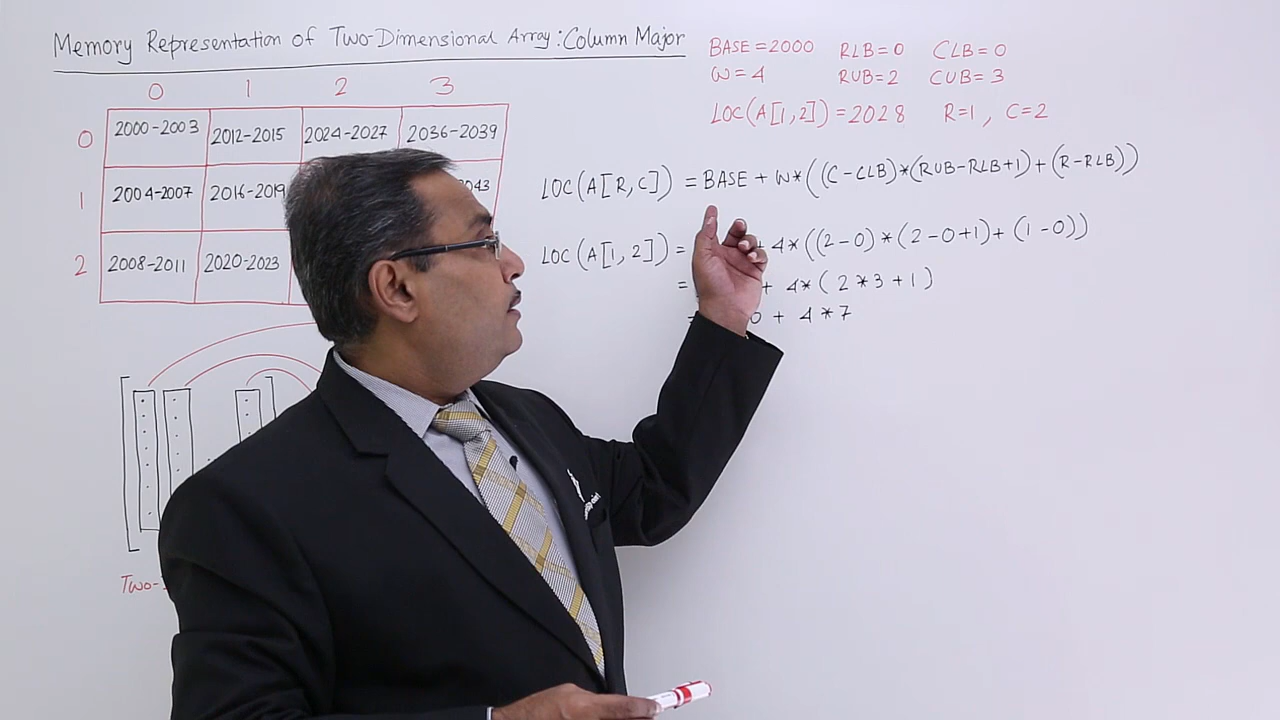 Memory Representation of Two-Dimensional Array: Column Major
BASE=2000 RLB=0 CLB=0
W=4 RUB=2 CUB=3
LOC(A[1,2])=2028 R=1, C=2
0 1 2 3
0 2000-2003 2012-2015 2024-2027 2036-2039
1 2004-2007 2016-2019 043
2 2008-2011 2020-2023
LOC(A[R,C]) = BASE + W*((C-CLB)*(RUB-RLB+1)+(R-RLB))
LOC(A[1,2]) = + 4*((2-0)*(2-0+1)+(1-0))
= + 4*(2*3+1)
= 0 + 4*7
Two-